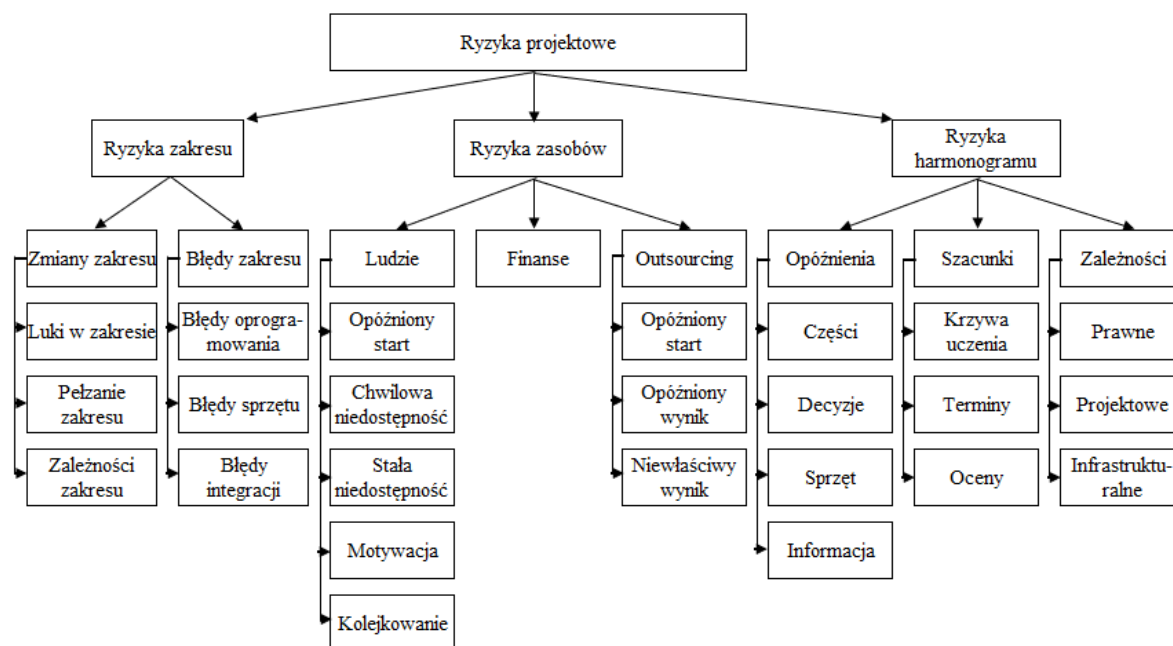 Ryzyka projektowe
Ryzyka zakresu
Ryzyka zasobów
Ryzyka
harmonogramu
Zmiany zakresu
Błędy zakresu
Ludzie
Finanse
Outsourcing
Opóźnienia
Szacunki
Zależności
Luki w zakresie
Błędy oprogra-
mowania
Opóźniony
start
Opóźniony
start
Części
Krzywa
uczenia
Prawne
Pełzanie
zakresu
Błędy sprzętu
Chwilowa
niedostępność
Opóźniony
wynik
Decyzje
Terminy
Projektowe
Zależności
zakresu
Błędy
integracji
Stała
niedostępność
Niewłaściwy
wynik
Sprzęt
Oceny
Infrastruktu-
ralne
Motywacja
Informacja
Kolejkowanie